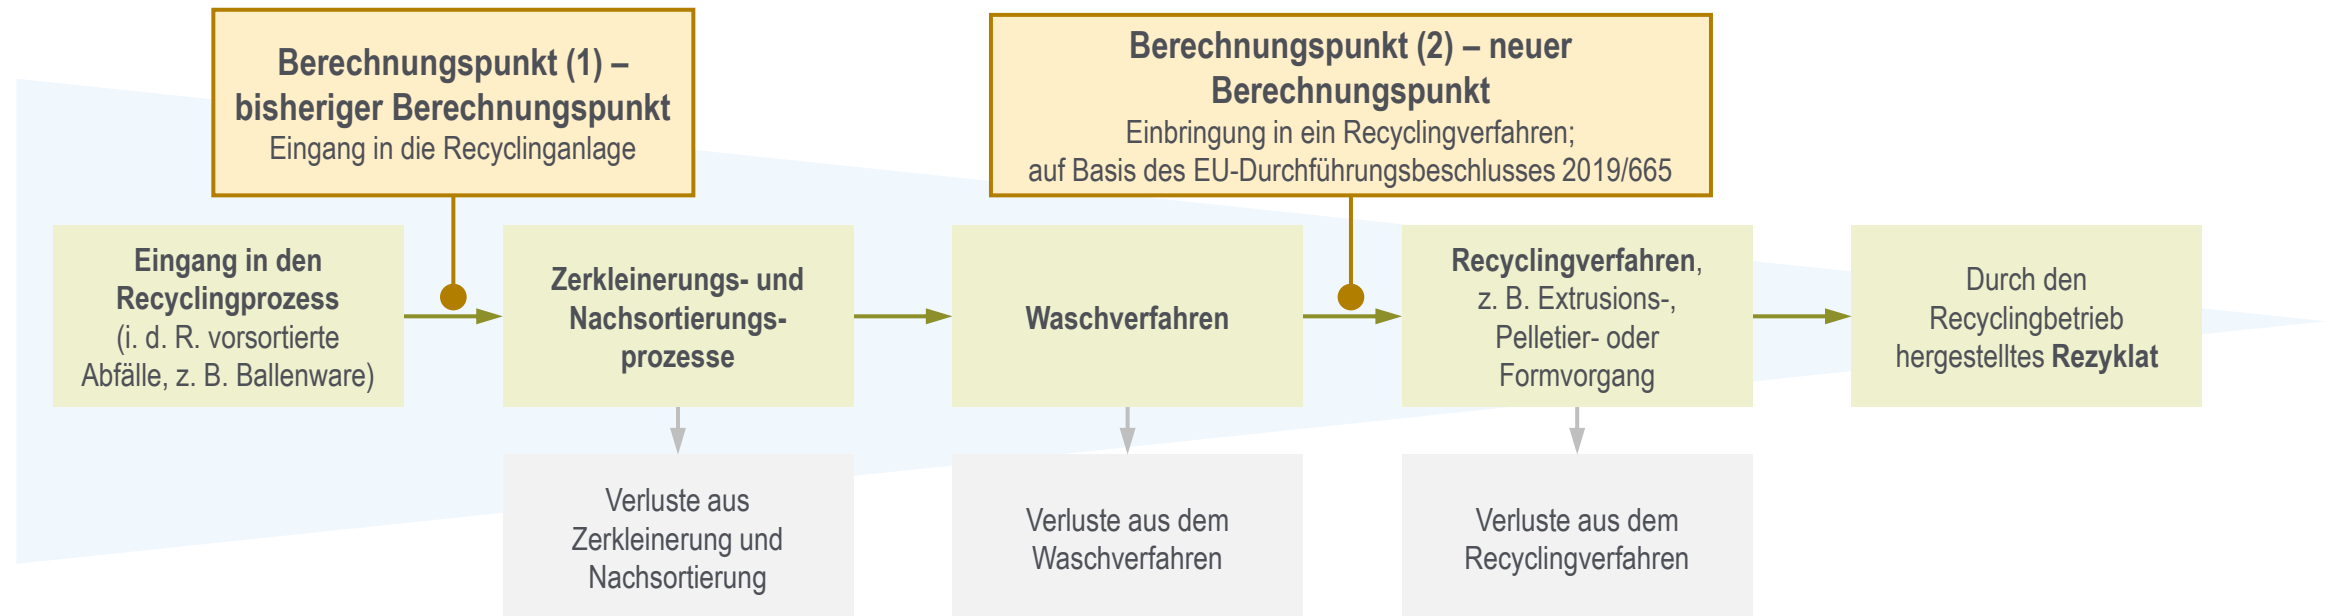 Berechnungspunkt (1) –
bisheriger Berechnungspunkt
Eingang in die Recyclinganlage
Berechnungspunkt (2) – neuer
Berechnungspunkt
Einbringung in ein Recyclingverfahren;
auf Basis des EU-Durchführungsbeschlusses 2019/665
Eingang in den
Recyclingprozess
(i. d. R. vorsortierte
Abfälle, z. B. Ballenware)
Zerkleinerungs- und
Nachsortierungs-
prozesse
Waschverfahren
Recyclingverfahren,
z. B. Extrusions-,
Pelletier- oder
Formvorgang
Durch den
Recyclingbetrieb
hergestelltes Rezyklat
Verluste aus
Zerkleinerung und
Nachsortierung
Verluste aus dem
Waschverfahren
Verluste aus dem
Recyclingverfahren